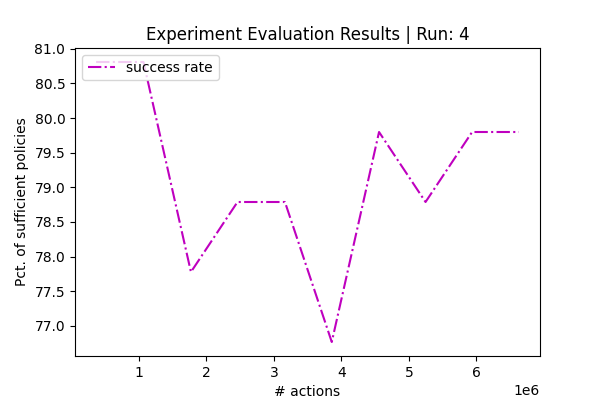 Experiment Evaluation Results | Run: 4
81.0
80.5
80.0
79.5
79.0
78.5
78.0
77.5
77.0
Pct. of sufficient policies
success rate
1 2 3 4 5 6
1e6
# actions